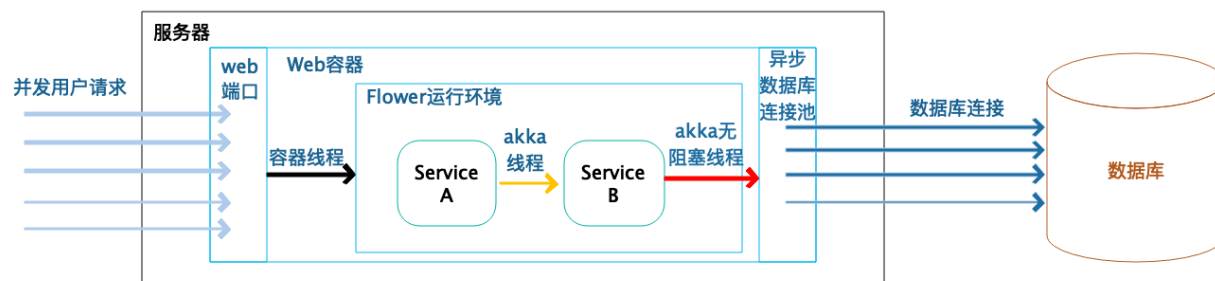 服务器
并发用户请求
web
端口
Web容器
Flower运行环境
容器线程
Service
A
akka
线程
Service
B
akka无
阻塞线程
异步
数据库
连接池
数据库连接
数据库